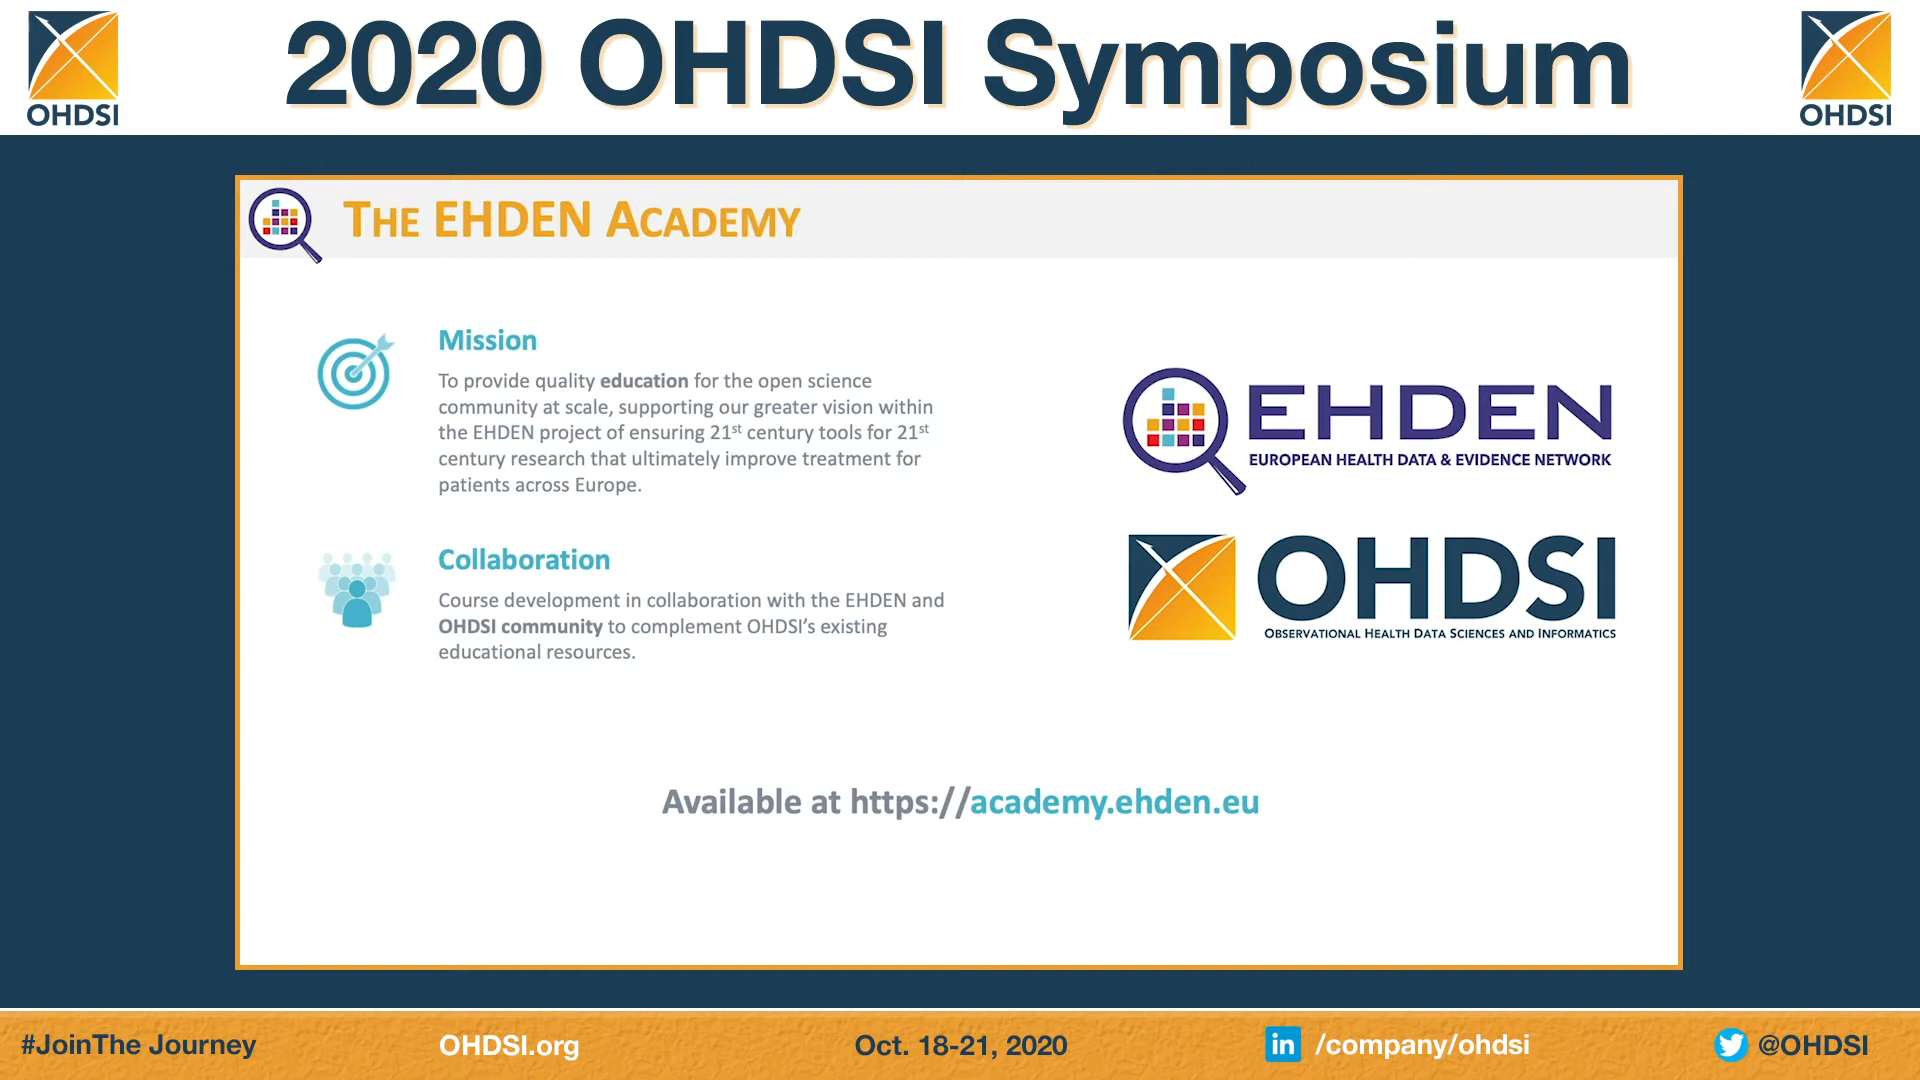 OHDSI
2020 OHDSI Symposium
OHDSI
THE EHDEN ACADEMY
Mission
To provide quality education for the open science
community at scale, supporting our greater vision within
the EHDEN project of ensuring 21st century tools for 21st
century research that ultimately improve treatment for
patients across Europe.
EHDEN
EUROPEAN HEALTH DATA & EVIDENCE NETWORK
Collaboration
Course development in collaboration with the EHDEN and
OHDSI community to complement OHDSI's existing
educational resources.
OHDSI
OBSERVATIONAL HEALTH DATA SCIENCES AND INFORMATICS
Available at https://academy.ehden.eu
#JoinThe Journey
OHDSI.org
Oct. 18-21, 2020
in /company/ohdsi
@OHDSI